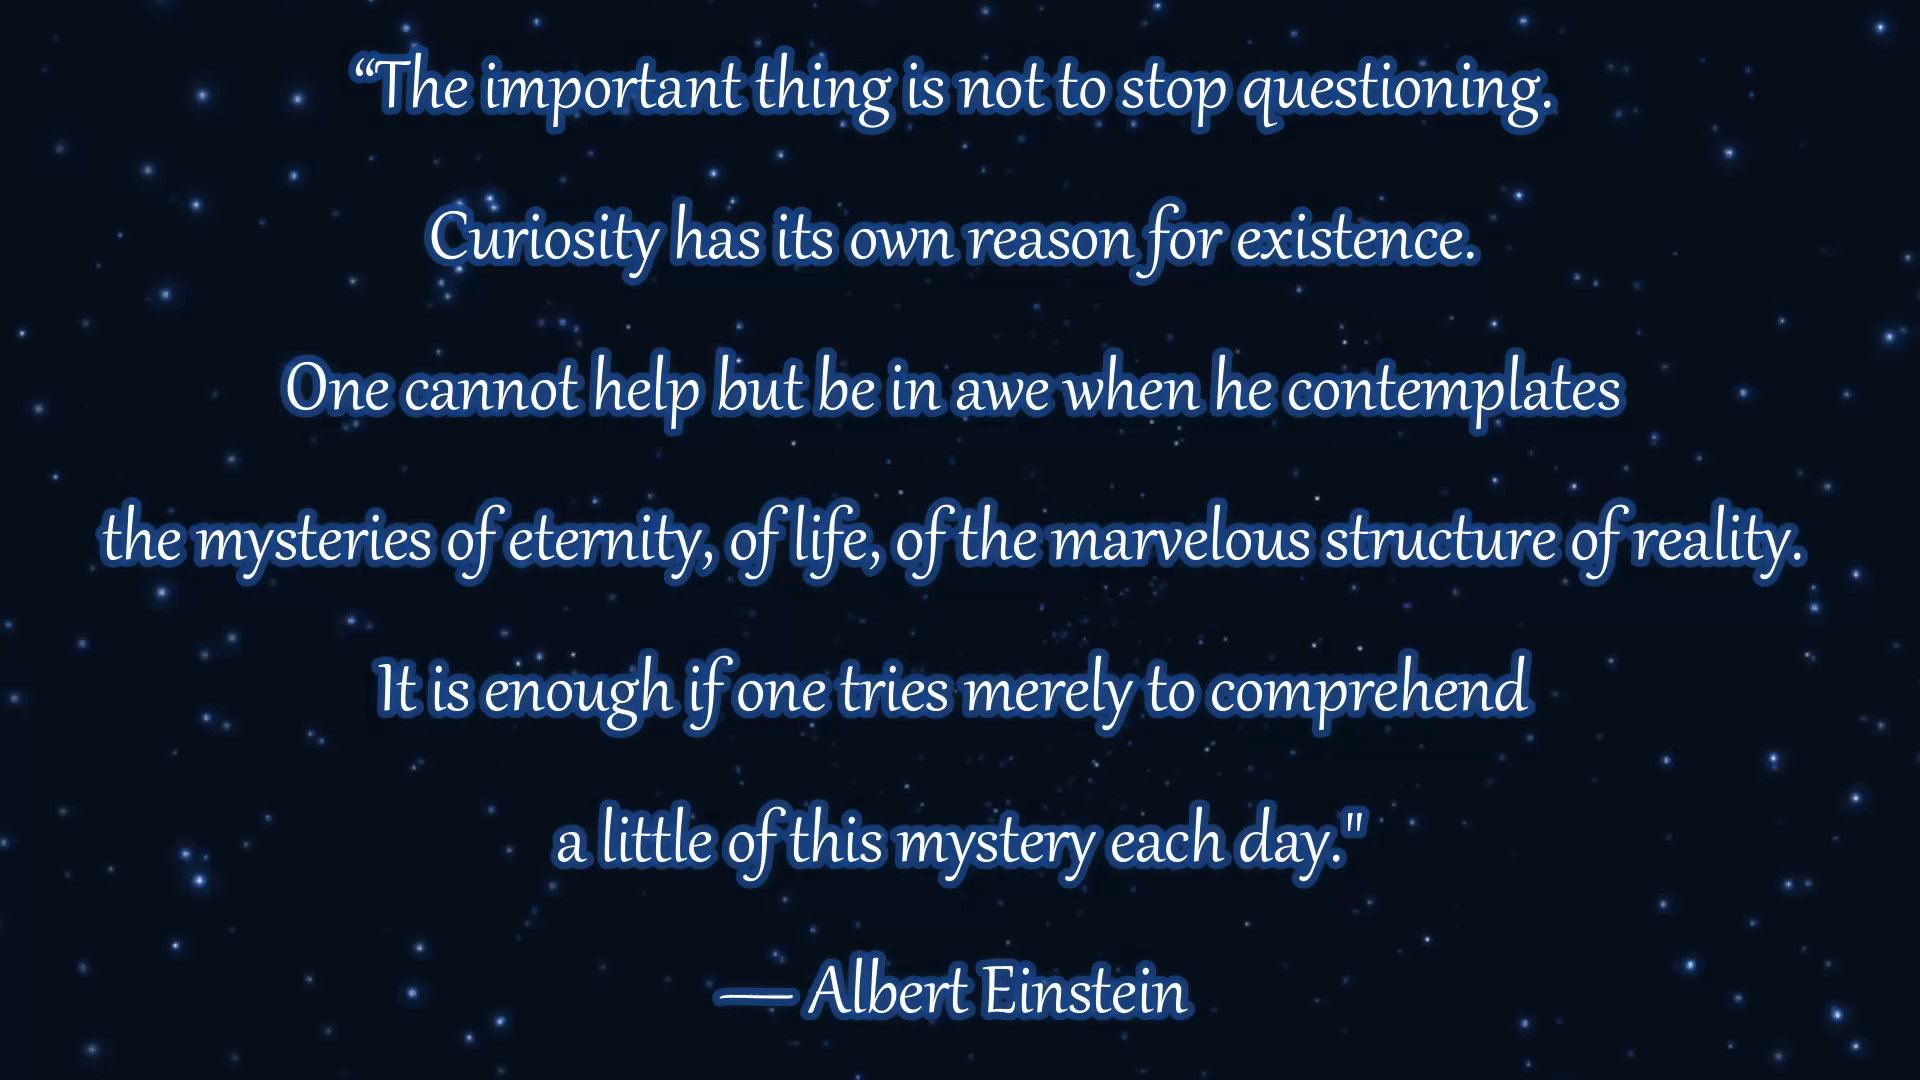 “The important thing is not to stop questioning.
Curiosity has its own reason for existence.
One cannot help but be in awe when he contemplates
the mysteries of eternity, of life, of the marvelous structure of reality.
It is enough if one tries merely to comprehend
a little of this mystery each day."
— Albert Einstein